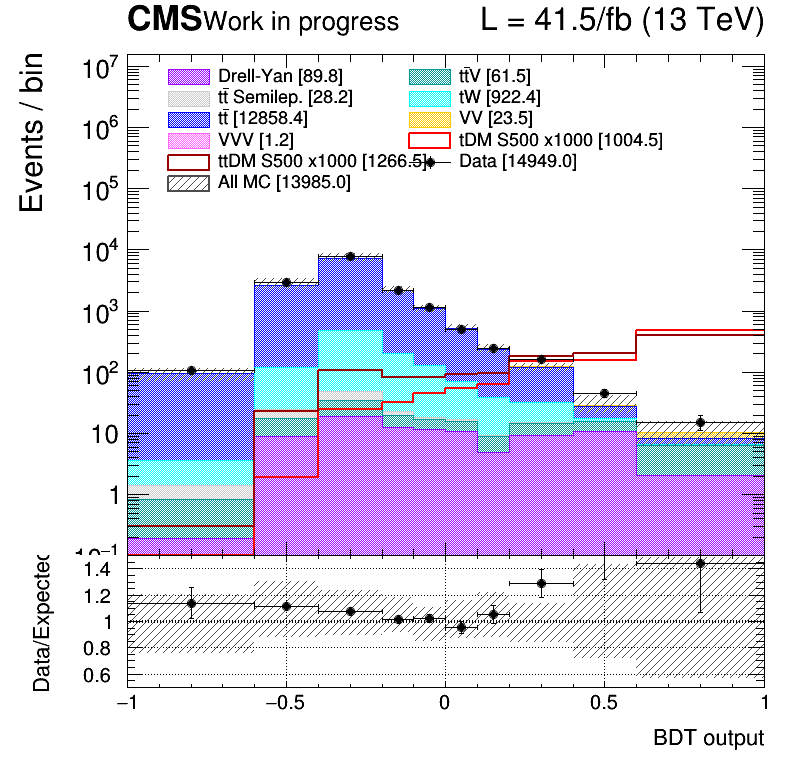 CMS Work in progress L = 41.5/fb (13 TeV)
Events / bin
Drell-Yan [89.8] tt̄V [61.5]
tt̄ Semilep. [28.2] tW [922.4]
tt̄ [12858.4] VV [23.5]
VVV [1.2] tDM S500 x1000 [1004.5]
ttDM S500 x1000 [1266.5] Data [14949.0]
All MC [13985.0]
10⁷
10⁶
10⁵
10⁴
10³
10²
10
1
10⁻¹
Data/Expected
1.4
1.2
1
0.8
0.6
−1 −0.5 0 0.5 1
BDT output